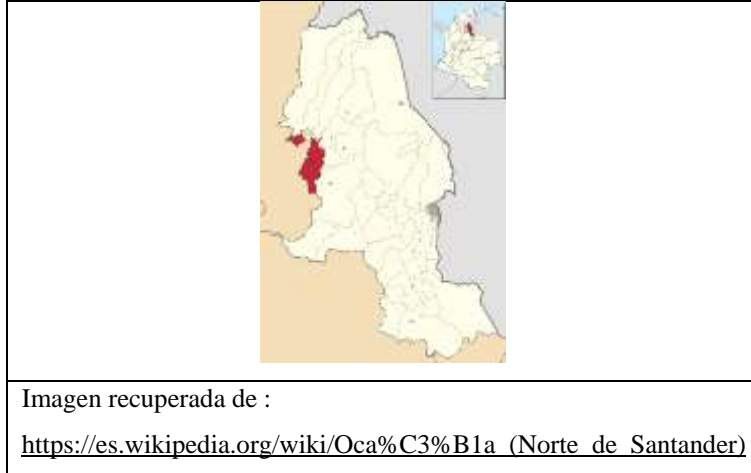 Imagen recuperada de :
https://es.wikipedia.org/wiki/Oca%C3%B1a_(Norte_de_Santander)